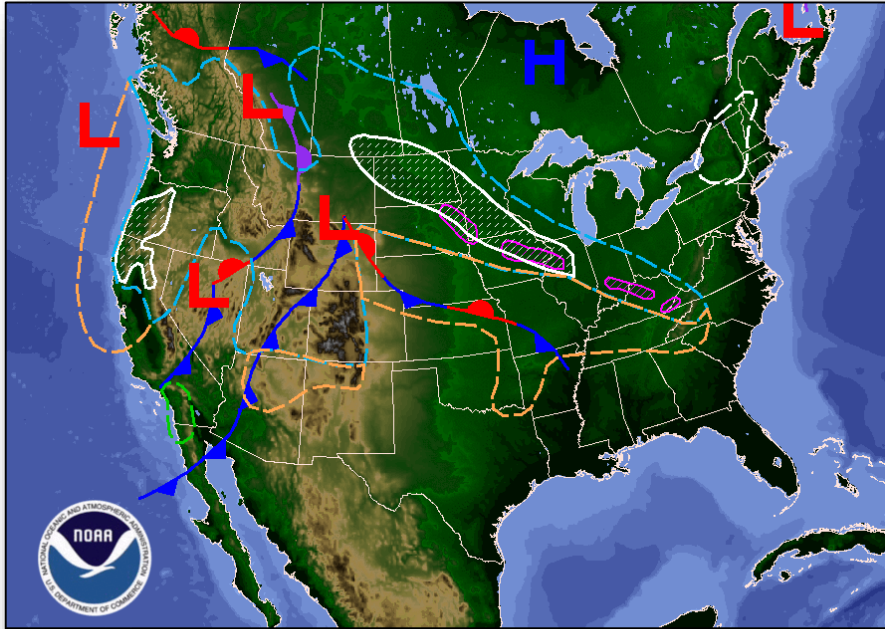 L
H
L
L
L
L
NATIONAL OCEANIC AND ATMOSPHERIC ADMINISTRATION
NOAA
U.S. DEPARTMENT OF COMMERCE